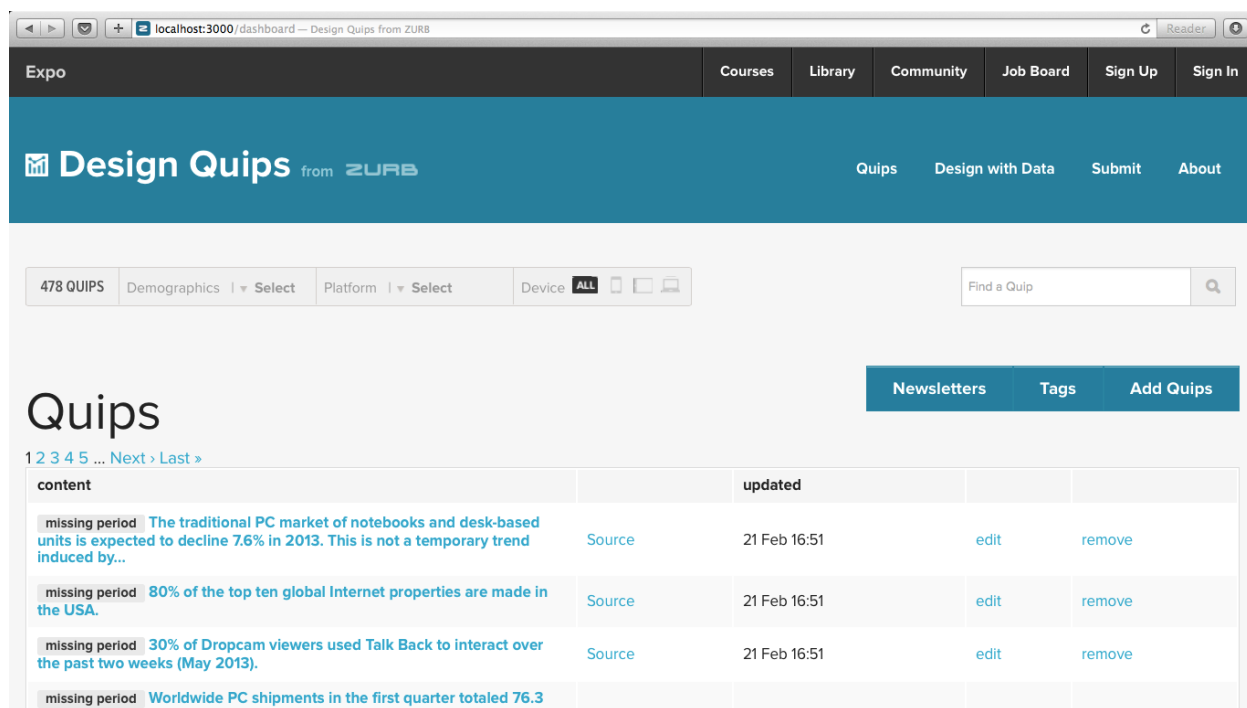 localhost:3000/dashboard — Design Quips from ZURB
Reader
Expo
Courses
Library
Community
Job Board
Sign Up
Sign In
Design Quips from ZURB
Quips
Design with Data
Submit
About
478 QUIPS
Demographics
Select
Platform
Select
Device
ALL
Find a Quip
Newsletters
Tags
Add Quips
Quips
1 2 3 4 5 ... Next › Last »
content
updated
missing period The traditional PC market of notebooks and desk-based
units is expected to decline 7.6% in 2013. This is not a temporary trend
induced by...
Source
21 Feb 16:51
edit
remove
missing period 80% of the top ten global Internet properties are made in
the USA.
Source
21 Feb 16:51
edit
remove
missing period 30% of Dropcam viewers used Talk Back to interact over
the past two weeks (May 2013).
Source
21 Feb 16:51
edit
remove
missing period Worldwide PC shipments in the first quarter totaled 76.3